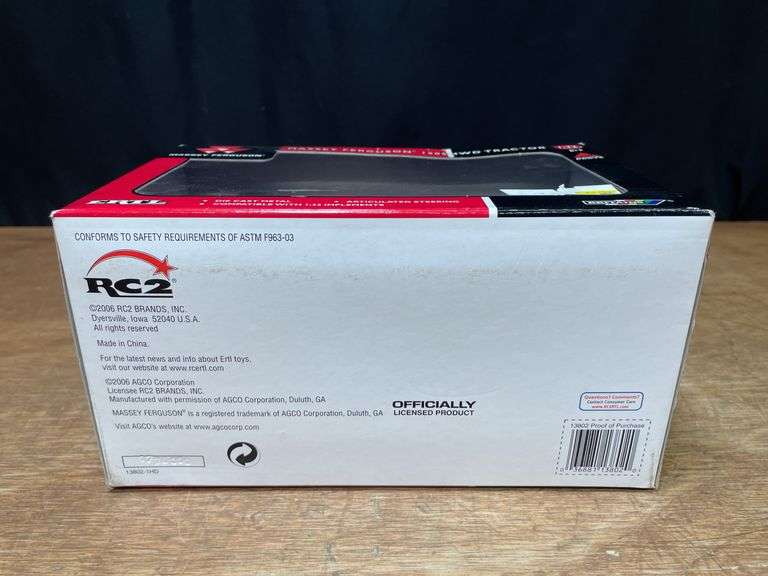 MASSEY FERGUSON
MASSEY FERGUSON
WD TRACTOR
ERTL
DIE CAST METAL
ARTICULATED STEERING
COMPATIBLE WITH 1:32 IMPLEMENTS
CONFORMS TO SAFETY REQUIREMENTS OF ASTM F963-03
RC2®
©2006 RC2 BRANDS, INC.
Dyersville, Iowa 52040 U.S.A.
All rights reserved
Made in China.
For the latest news and info about Ertl toys,
visit our website at www.rcertl.com
©2006 AGCO Corporation
Licensee RC2 BRANDS, INC.
Manufactured with permission of AGCO Corporation, Duluth, GA
MASSEY FERGUSON® is a registered trademark of AGCO Corporation, Duluth, GA
Visit AGCO's website at www.agcocorp.com
13802-1HD
OFFICIALLY
LICENSED PRODUCT
Questions? Comments?
Contact Consumer Care
www.RCERTL.com
13802 Proof of Purchase
0 36881 13802 0